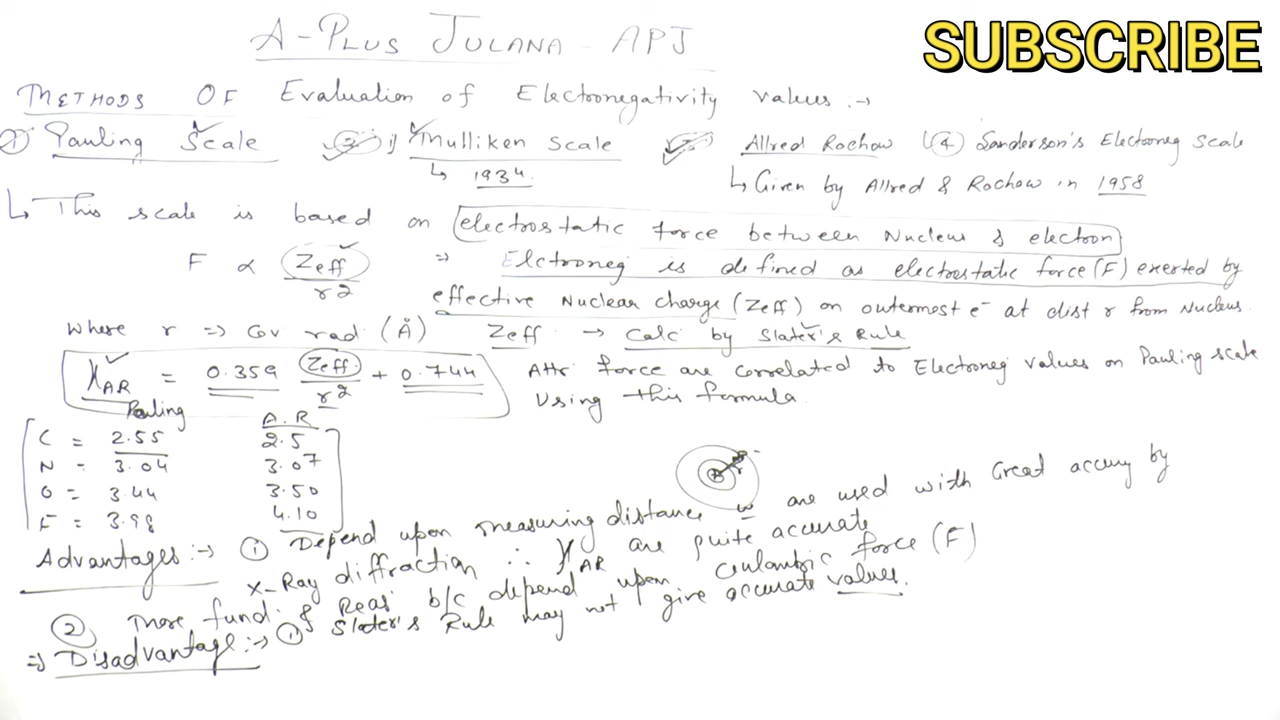 A-PLUS JULANA - APJ
SUBSCRIBE
METHODS OF Evaluation of Electronegativity values :→
① Pauling Scale ② Mulliken Scale ③ Allred Rochow ④ Sanderson's Electroneg Scale
↳ 1934 ↳ Given by Allred & Rochow in 1958
↳ This scale is based on electrostatic force between Nucleus & electron
F ∝ Zeff / r2 ⇒ Elctroneg is defined as electrostatic force (F) exerted by
effective Nuclear charge (Zeff) on outermost e- at dist r from Nucleus.
Where r ⇒ Cov rad (Å) Zeff → Calc by Slater's Rule
XAR = 0.359 Zeff / r2 + 0.744 Attr force are correlated to Electroneg values on Pauling scale
Using this formula.
Pauling A.R
C = 2.55 2.5
N = 3.04 3.07
O = 3.44 3.50
F = 3.98 4.10
r
Advantages :→ ① Depend upon measuring distance are used with Great accuracy by
X-Ray diffraction ∴ XAR are quite accurate
② More fund & Reas b/c depend upon coulambic force (F)
⇒ Disadvantage :→ ① Slater's Rule may not give accurate values.